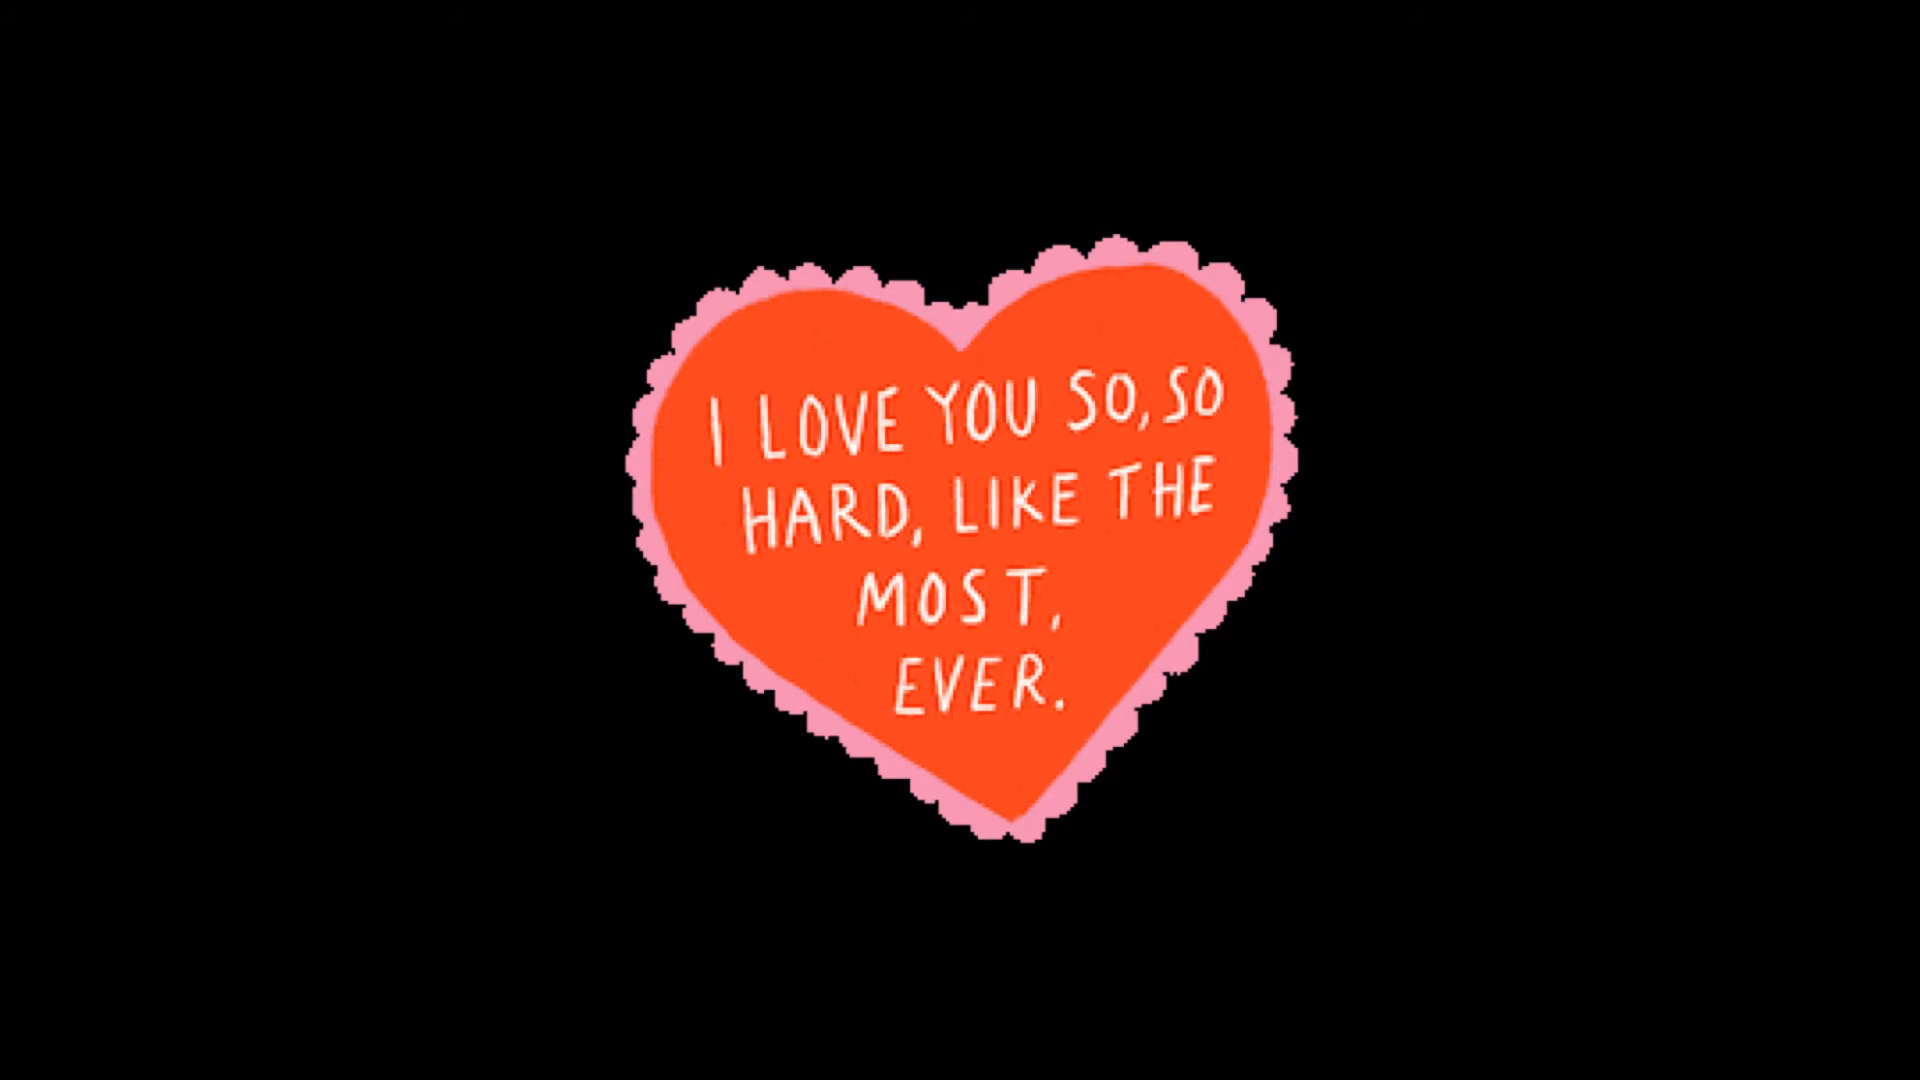 I LOVE YOU SO, SO
HARD, LIKE THE
MOST,
EVER.